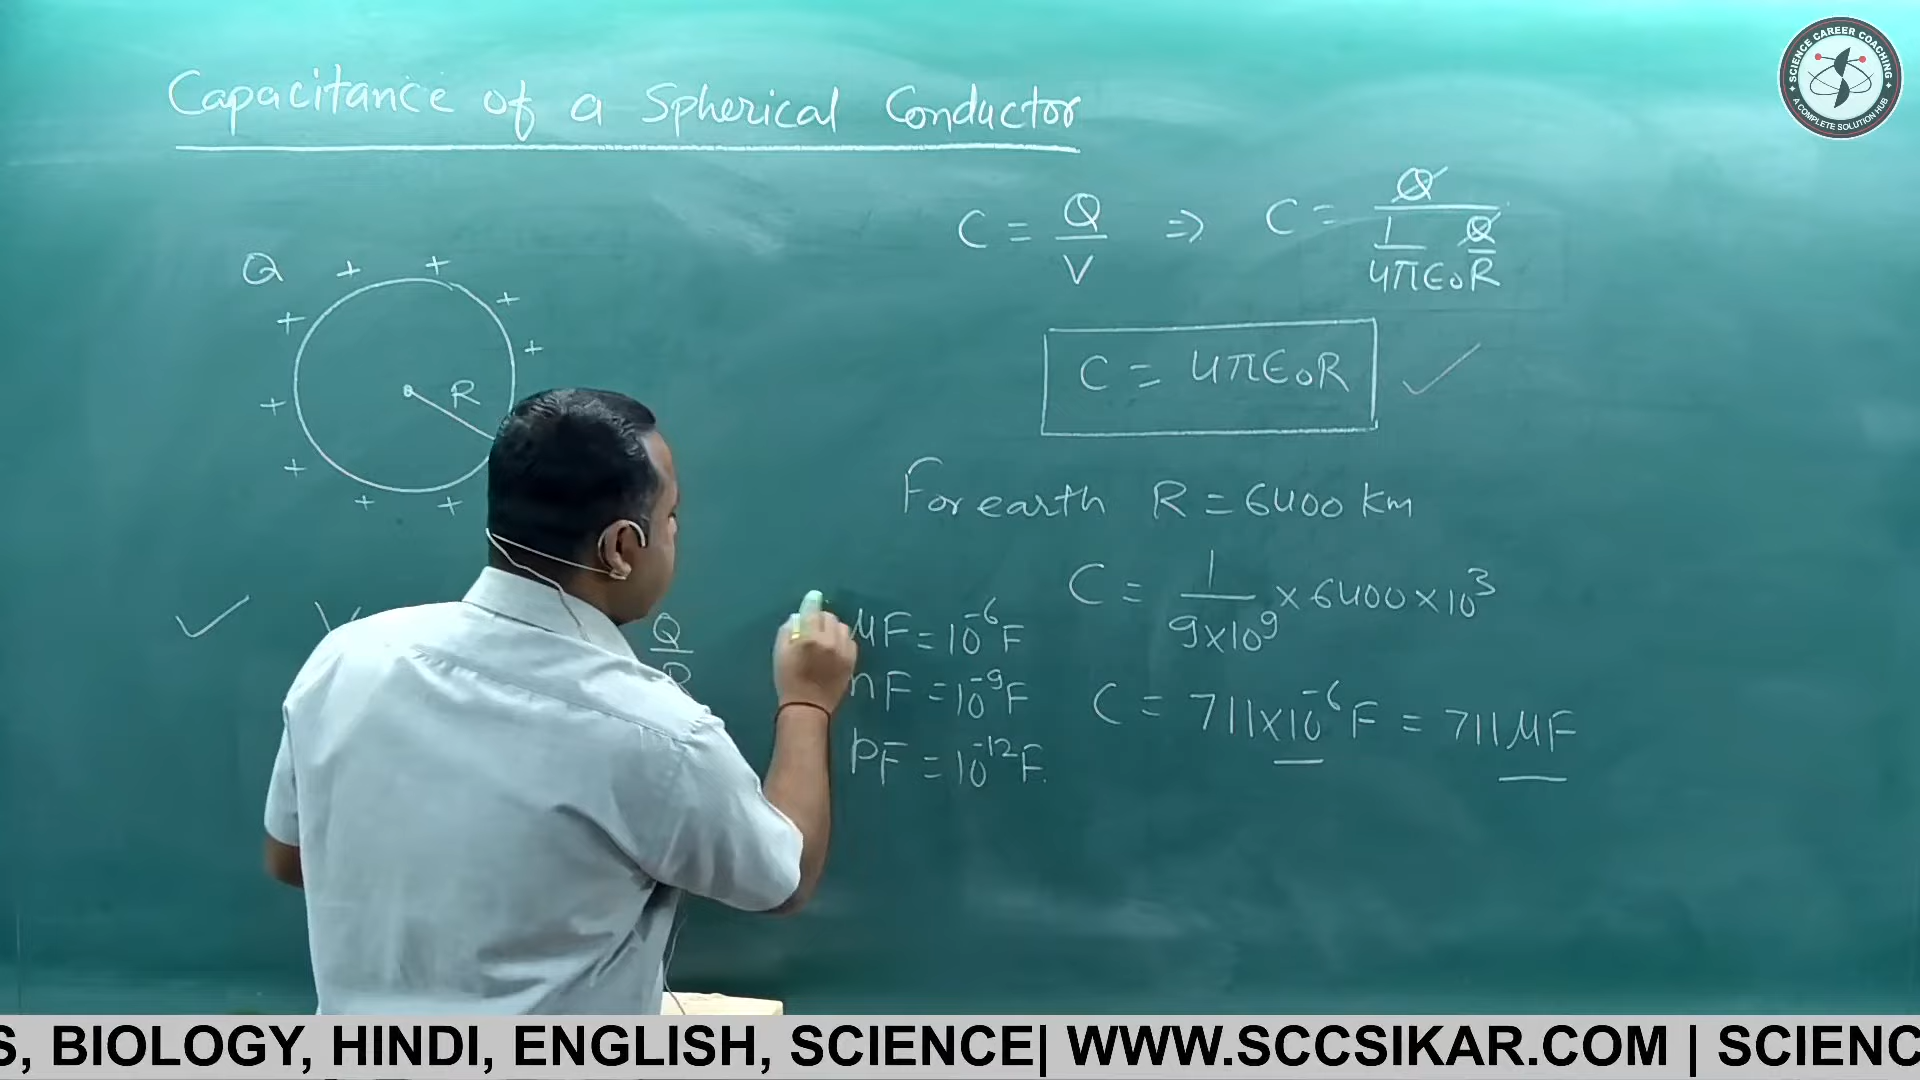 Capacitance of a Spherical Conductor
SCIENCE CAREER COACHING
A COMPLETE SOLUTION HUB
C = Q/V ⇒ C = Q / (1/4πϵ₀ Q/R)
Q
+ + + + + + + + + +
R
C = 4πϵ₀R ✓
For earth R = 6400 km
C = 1/(9×10⁹) × 6400×10³
✓ V Q/R
μF = 10⁻⁶F
nF = 10⁻⁹F
C = 711×10⁻⁶F = 711 μF
PF = 10⁻¹²F.
S, BIOLOGY, HINDI, ENGLISH, SCIENCE| WWW.SCCSIKAR.COM | SCIENC